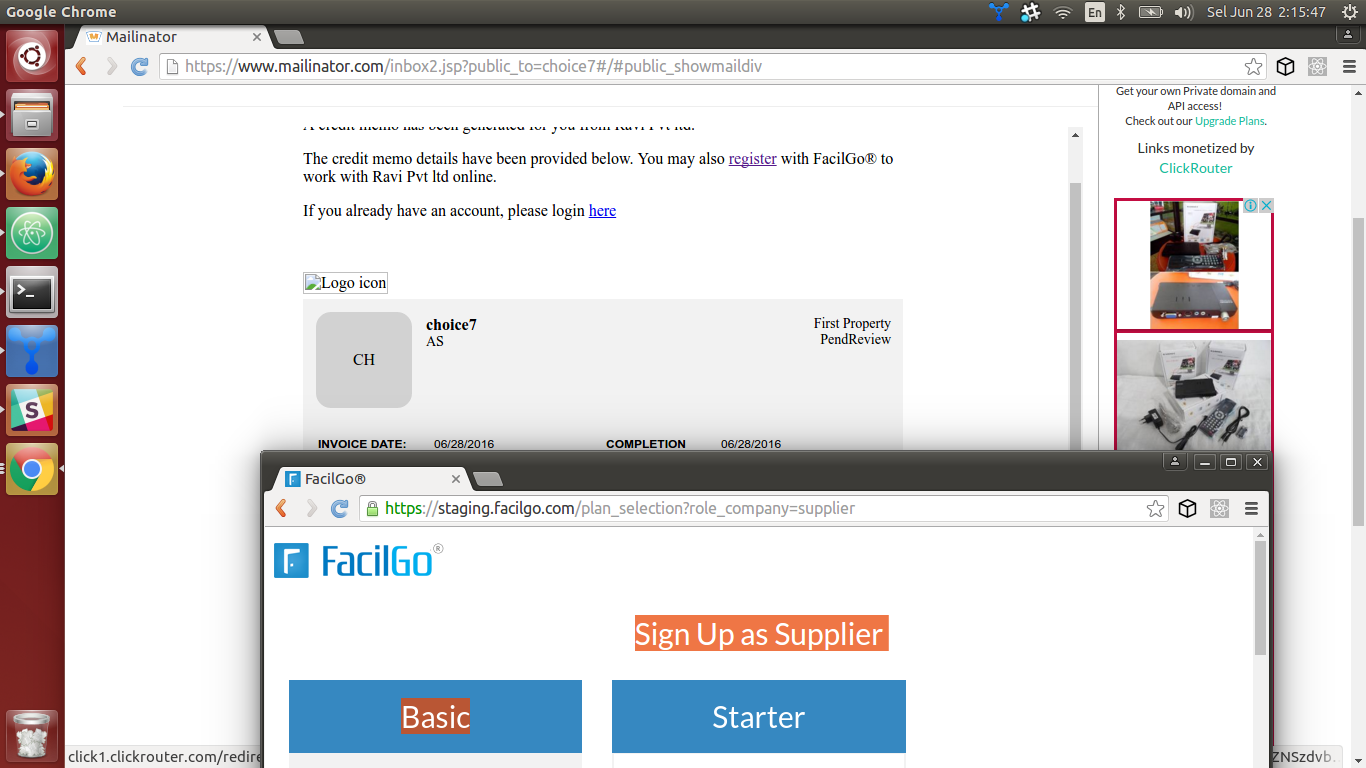 Google Chrome
En
Sel Jun 28 2:15:47
Mailinator
https://www.mailinator.com/inbox2.jsp?public_to=choice7#/#public_showmaildiv
A credit memo has been generated for you from Ravi Pvt ltd.
The credit memo details have been provided below. You may also register with FacilGo® to
work with Ravi Pvt ltd online.
If you already have an account, please login here
Logo icon
CH
choice7
AS
First Property
PendReview
INVOICE DATE: 06/28/2016 COMPLETION 06/28/2016
Get your own Private domain and
API access!
Check out our Upgrade Plans.
Links monetized by
ClickRouter
FacilGo®
https://staging.facilgo.com/plan_selection?role_company=supplier
FacilGo®
Sign Up as Supplier
Basic
Starter
click1.clickrouter.com/redire
ZNSzdvb...